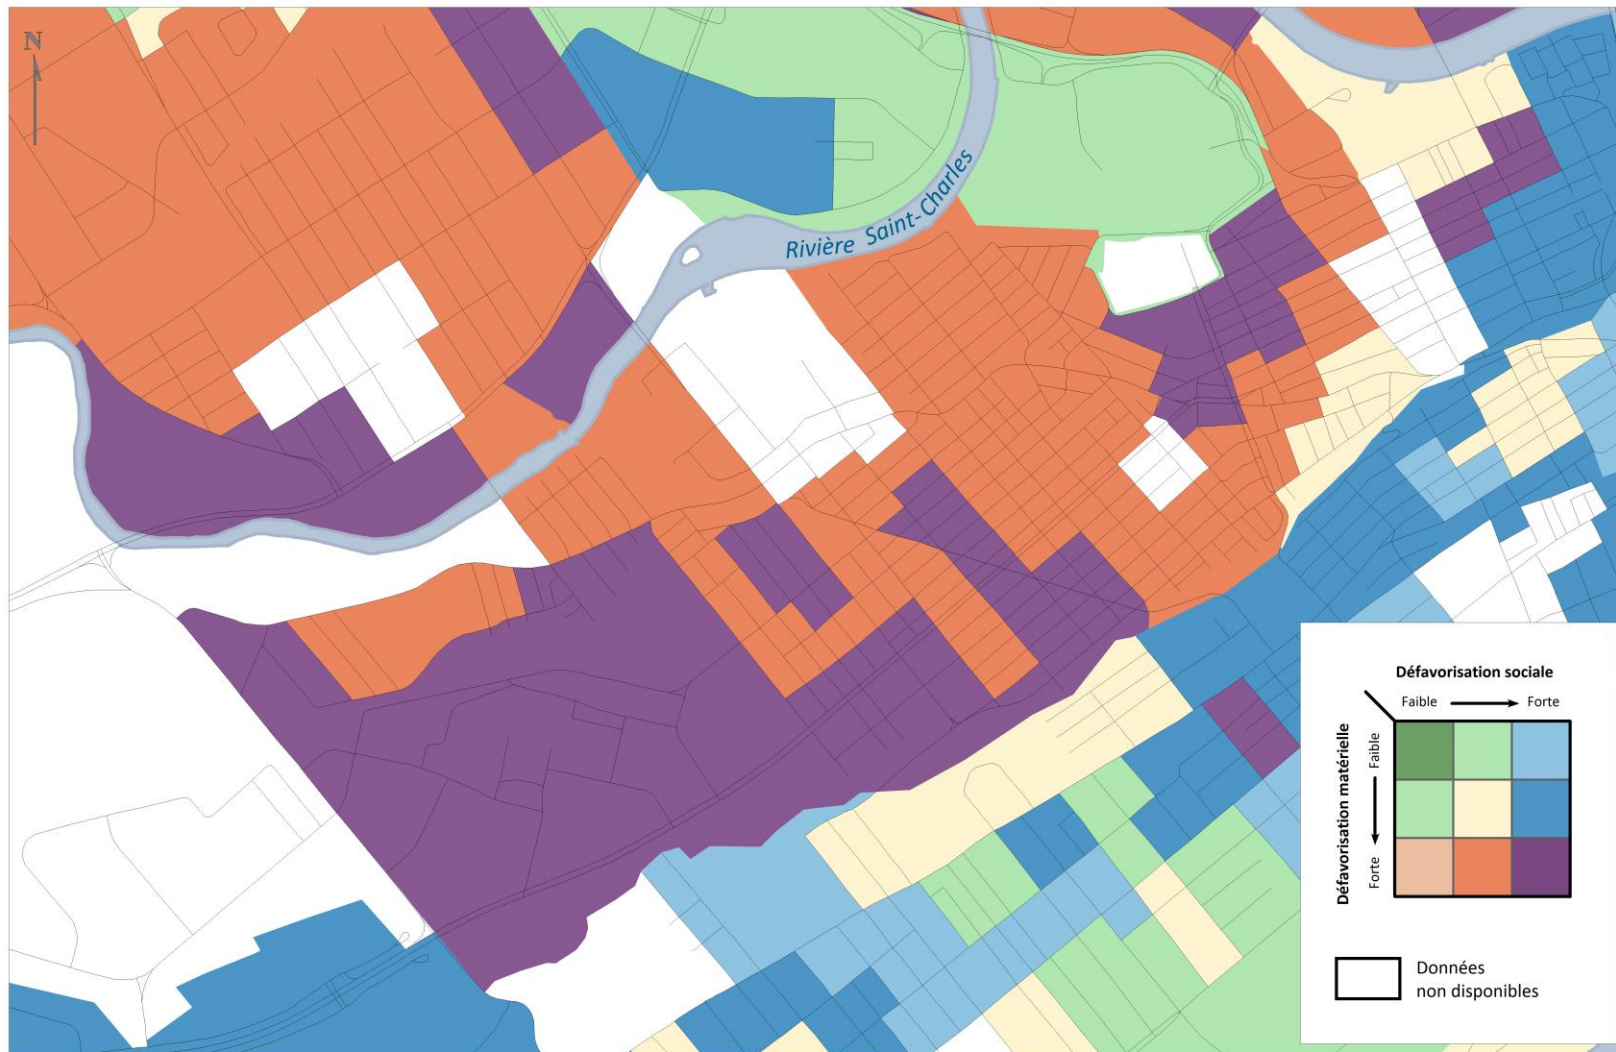 N
Rivière Saint-Charles
Défavorisation sociale
Faible Forte
Défavorisation matérielle
Faible
Forte
Données
non disponibles